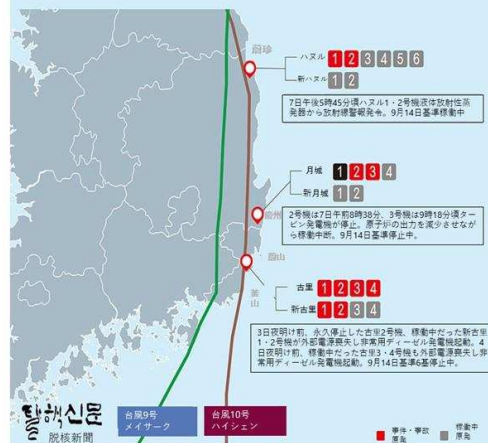 蔚珍
ハヌル 1 2 3 4 5 6
新ハヌル 1 2
7日午後5時45分頃ハヌル1・2号機液体放射性蒸
発器から放射線警報発令。9月14日基準稼働中
月城 1 2 3 4
新月城 1 2
慶州
2号機は7日午前8時38分、3号機は9時18分頃ター
ビン発電機が停止。原子炉の出力を減少させなが
ら稼働中断。9月14日基準停止中。
釜山
古里 1 2 3 4
新古里 1 2 3 4
3日夜明け前、永久停止した古里2号機、稼働中だった新古里
1・2号機が外部電源喪失し非常用ディーゼル発電機起動。4
日夜明け前、稼働中だった古里3・4号機も外部電源喪失し非
常用ディーゼル発電機起動。9月14日基準6基停止中。
탈핵신문
脱核新聞
台風9号
メイサーク
台風10号
ハイシェン
事件・事故
原発
稼働中
原発